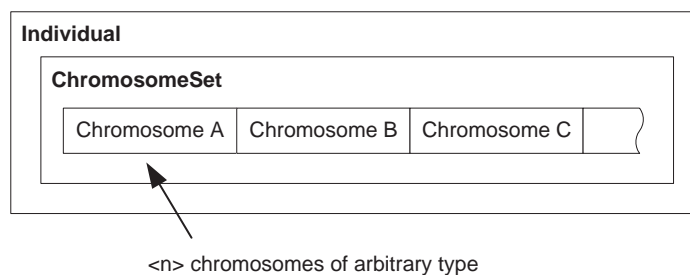 Individual
ChromosomeSet
Chromosome A Chromosome B Chromosome C
<n> chromosomes of arbitrary type